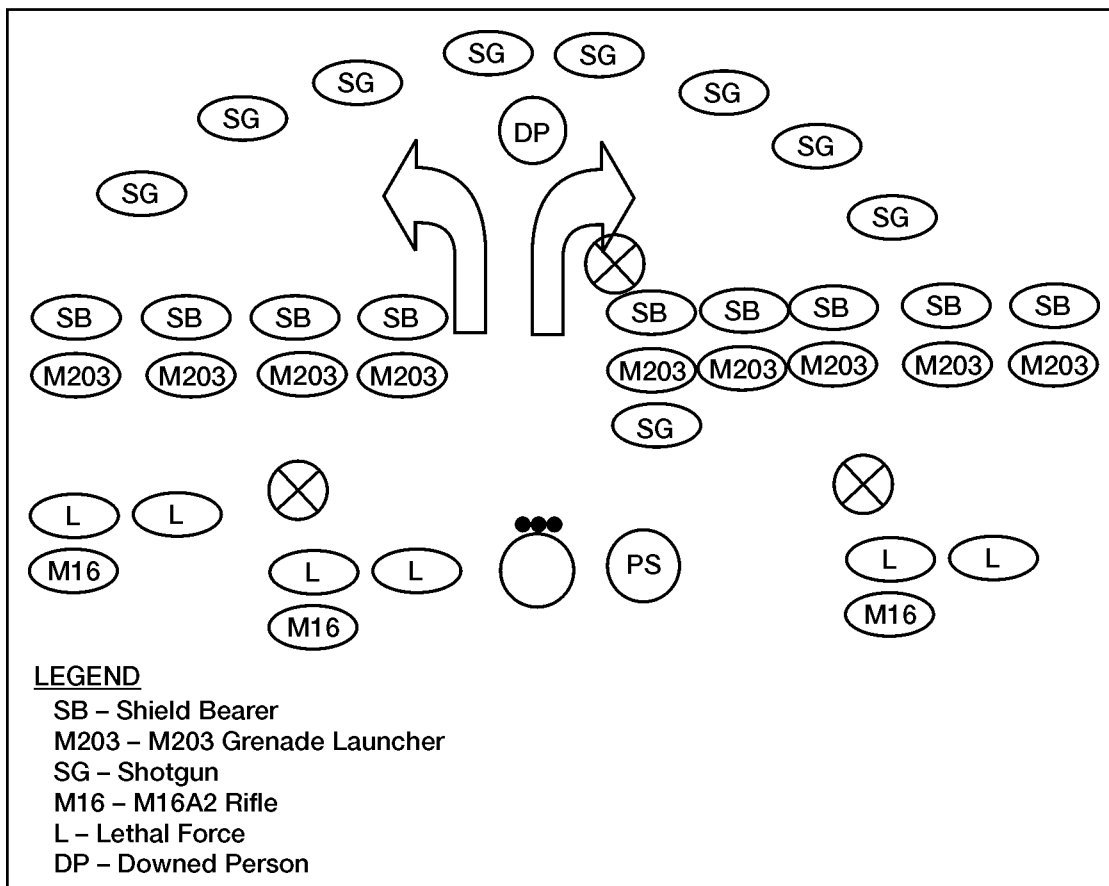 SG SG
SG SG
SG DP SG
SG SG
SB SB SB SB SB SB SB SB SB
M203 M203 M203 M203 M203 M203 M203 M203 M203
SG
L L
M16 L L PS L L
M16 M16
LEGEND
SB – Shield Bearer
M203 – M203 Grenade Launcher
SG – Shotgun
M16 – M16A2 Rifle
L – Lethal Force
DP – Downed Person